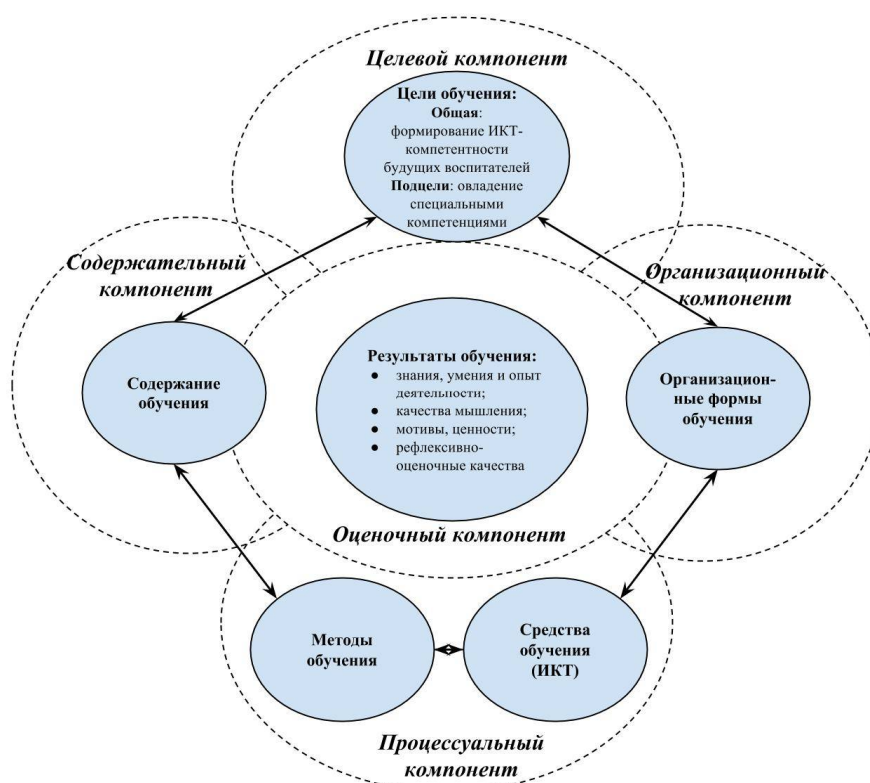 Целевой компонент
Цели обучения:
Общая:
формирование ИКТ-
компетентности
будущих воспитателей
Подцели: овладение
специальными
компетенциями
Содержательный
компонент
Организационный
компонент
Содержание
обучения
Результаты обучения:
● знания, умения и опыт
деятельности;
● качества мышления;
● мотивы, ценности;
● рефлексивно-
оценочные качества
Организацион-
ные формы
обучения
Оценочный компонент
Методы
обучения
Средства
обучения
(ИКТ)
Процессуальный
компонент